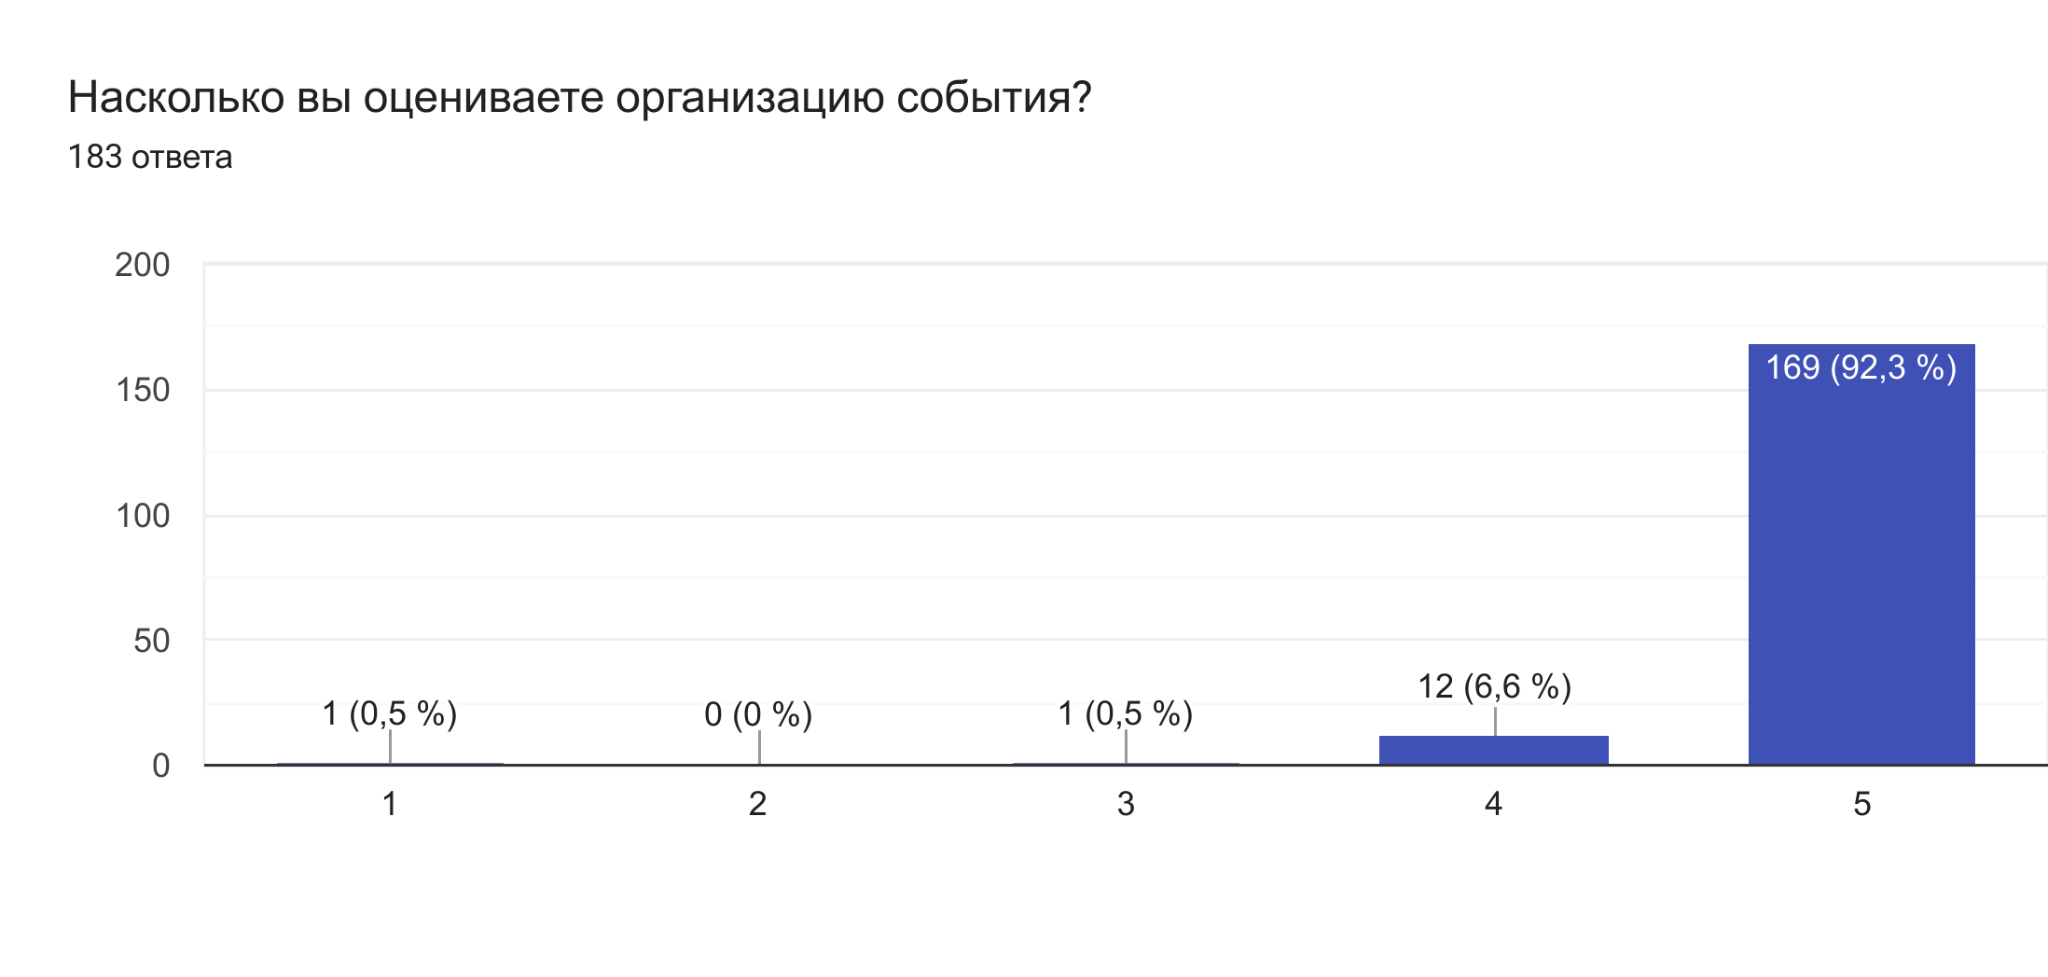 Насколько вы оцениваете организацию события?
183 ответа
200
150
100
50
0
1 (0,5 %)
0 (0 %)
1 (0,5 %)
12 (6,6 %)
169 (92,3 %)
1
2
3
4
5